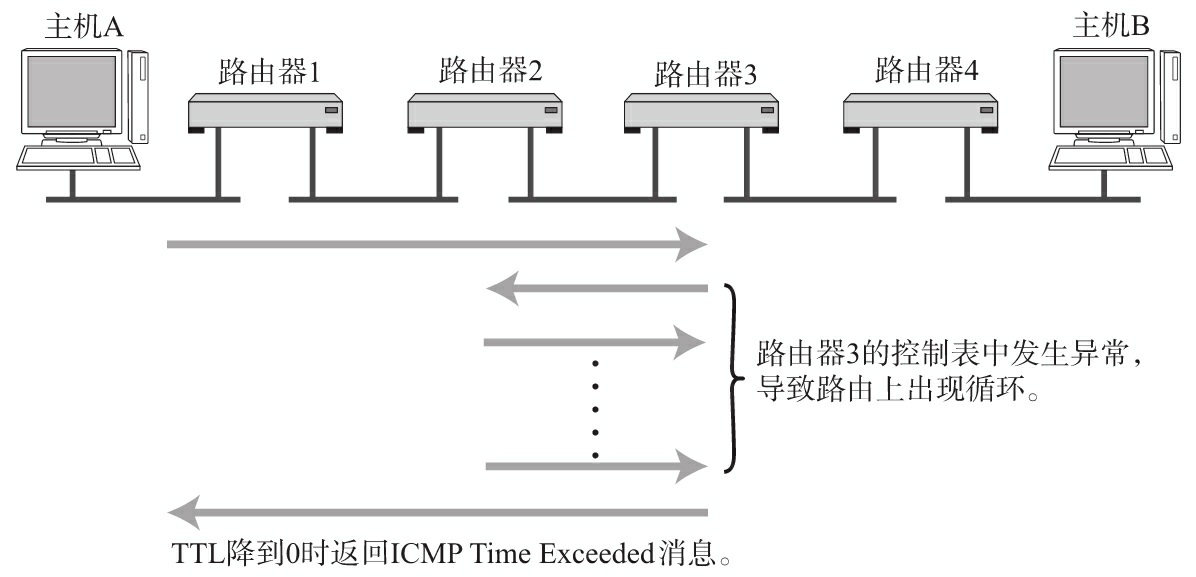 主机A
主机B
路由器1
路由器2
路由器3
路由器4
路由器3的控制表中发生异常，
导致路由上出现循环。
TTL降到0时返回ICMP Time Exceeded消息。